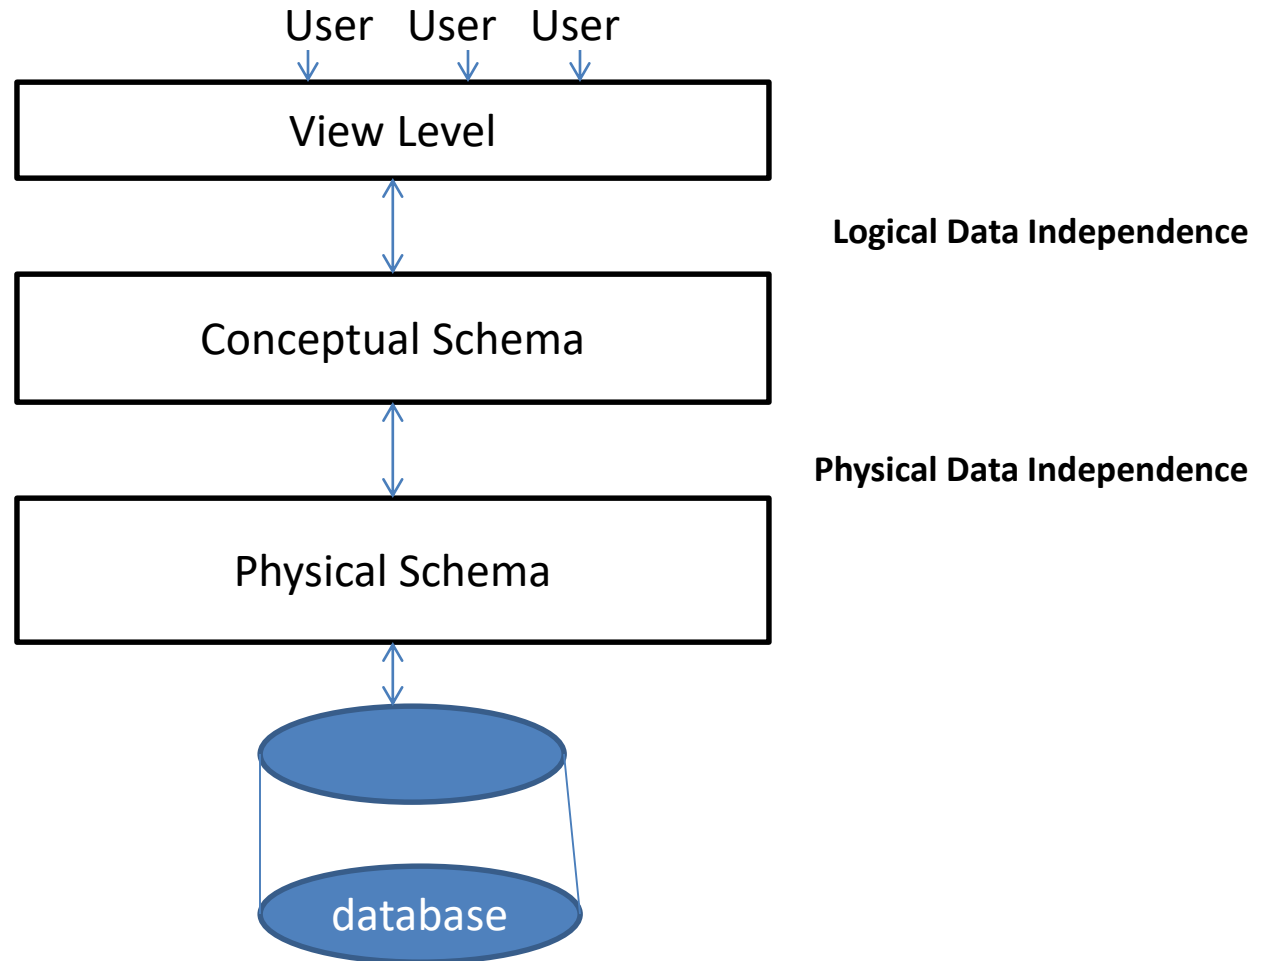 User User User
View Level
Logical Data Independence
Conceptual Schema
Physical Data Independence
Physical Schema
database